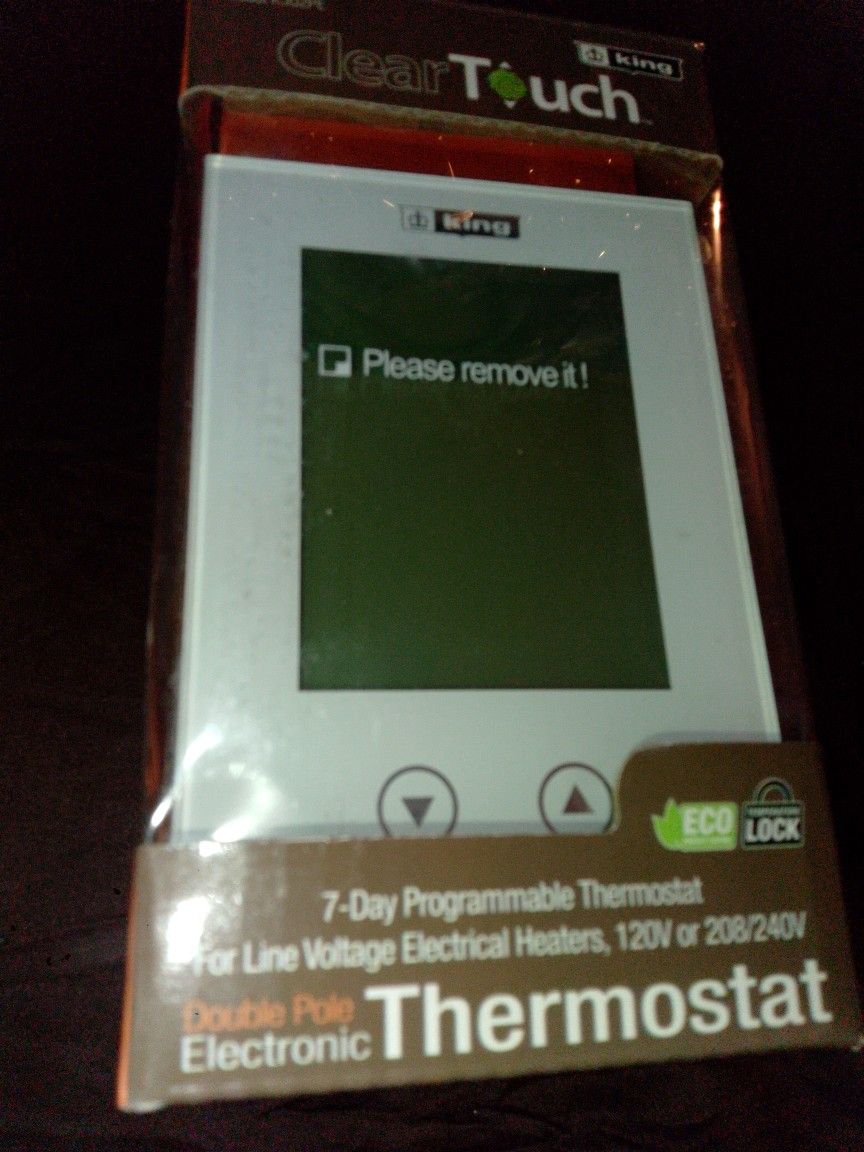 ClearTouch™
king
king
Please remove it !
ECO
LOCK
7-Day Programmable Thermostat
For Line Voltage Electrical Heaters, 120V or 208/240V
Double Pole
Electronic Thermostat